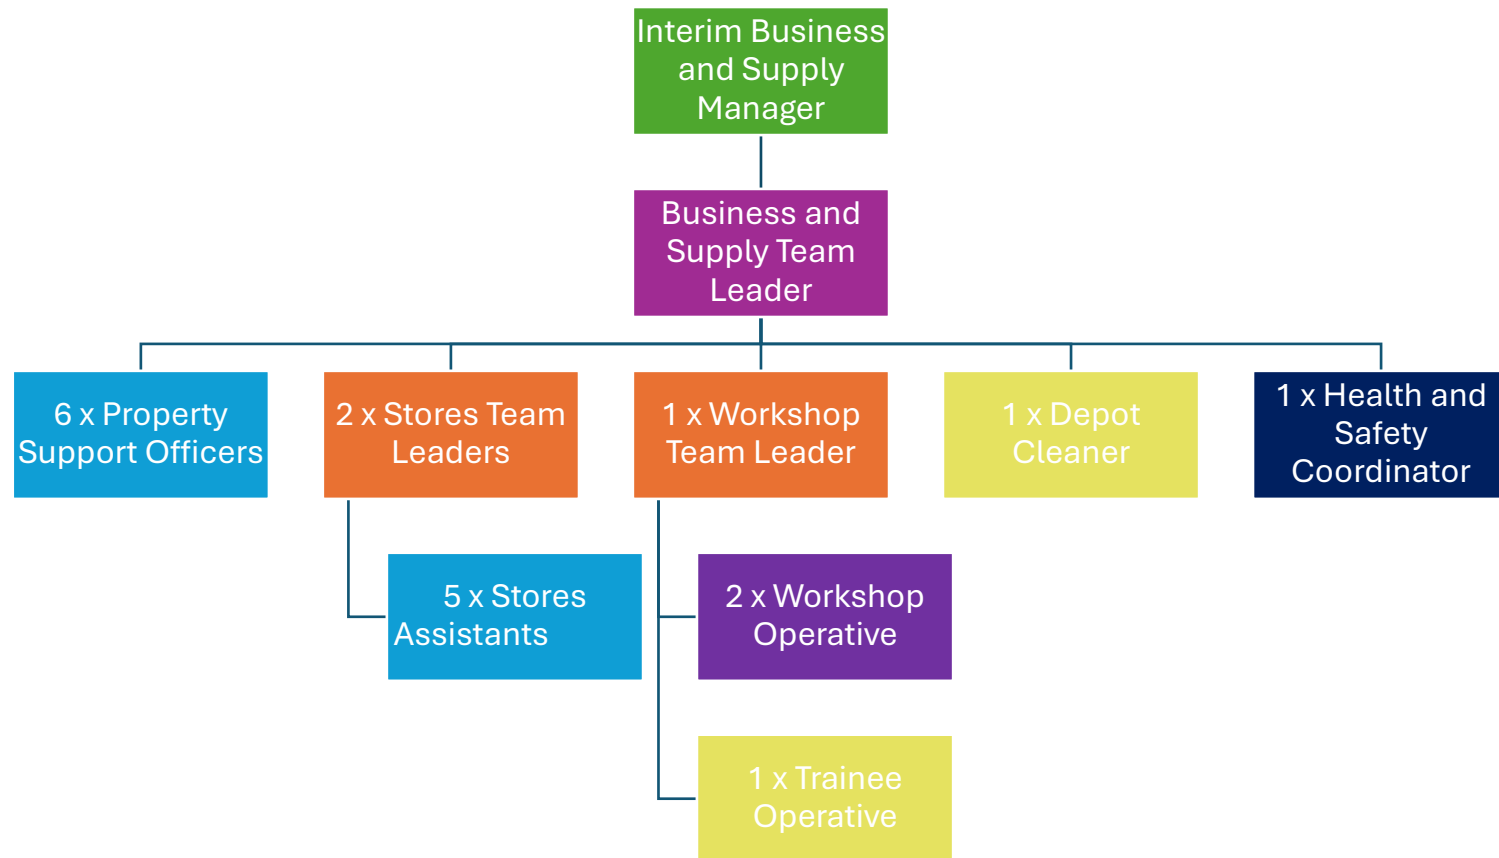 Interim Business
and Supply
Manager
Business and
Supply Team
Leader
6 x Property
Support Officers
2 x Stores Team
Leaders
1 x Workshop
Team Leader
1 x Depot
Cleaner
1 x Health and
Safety
Coordinator
5 x Stores
Assistants
2 x Workshop
Operative
1 x Trainee
Operative